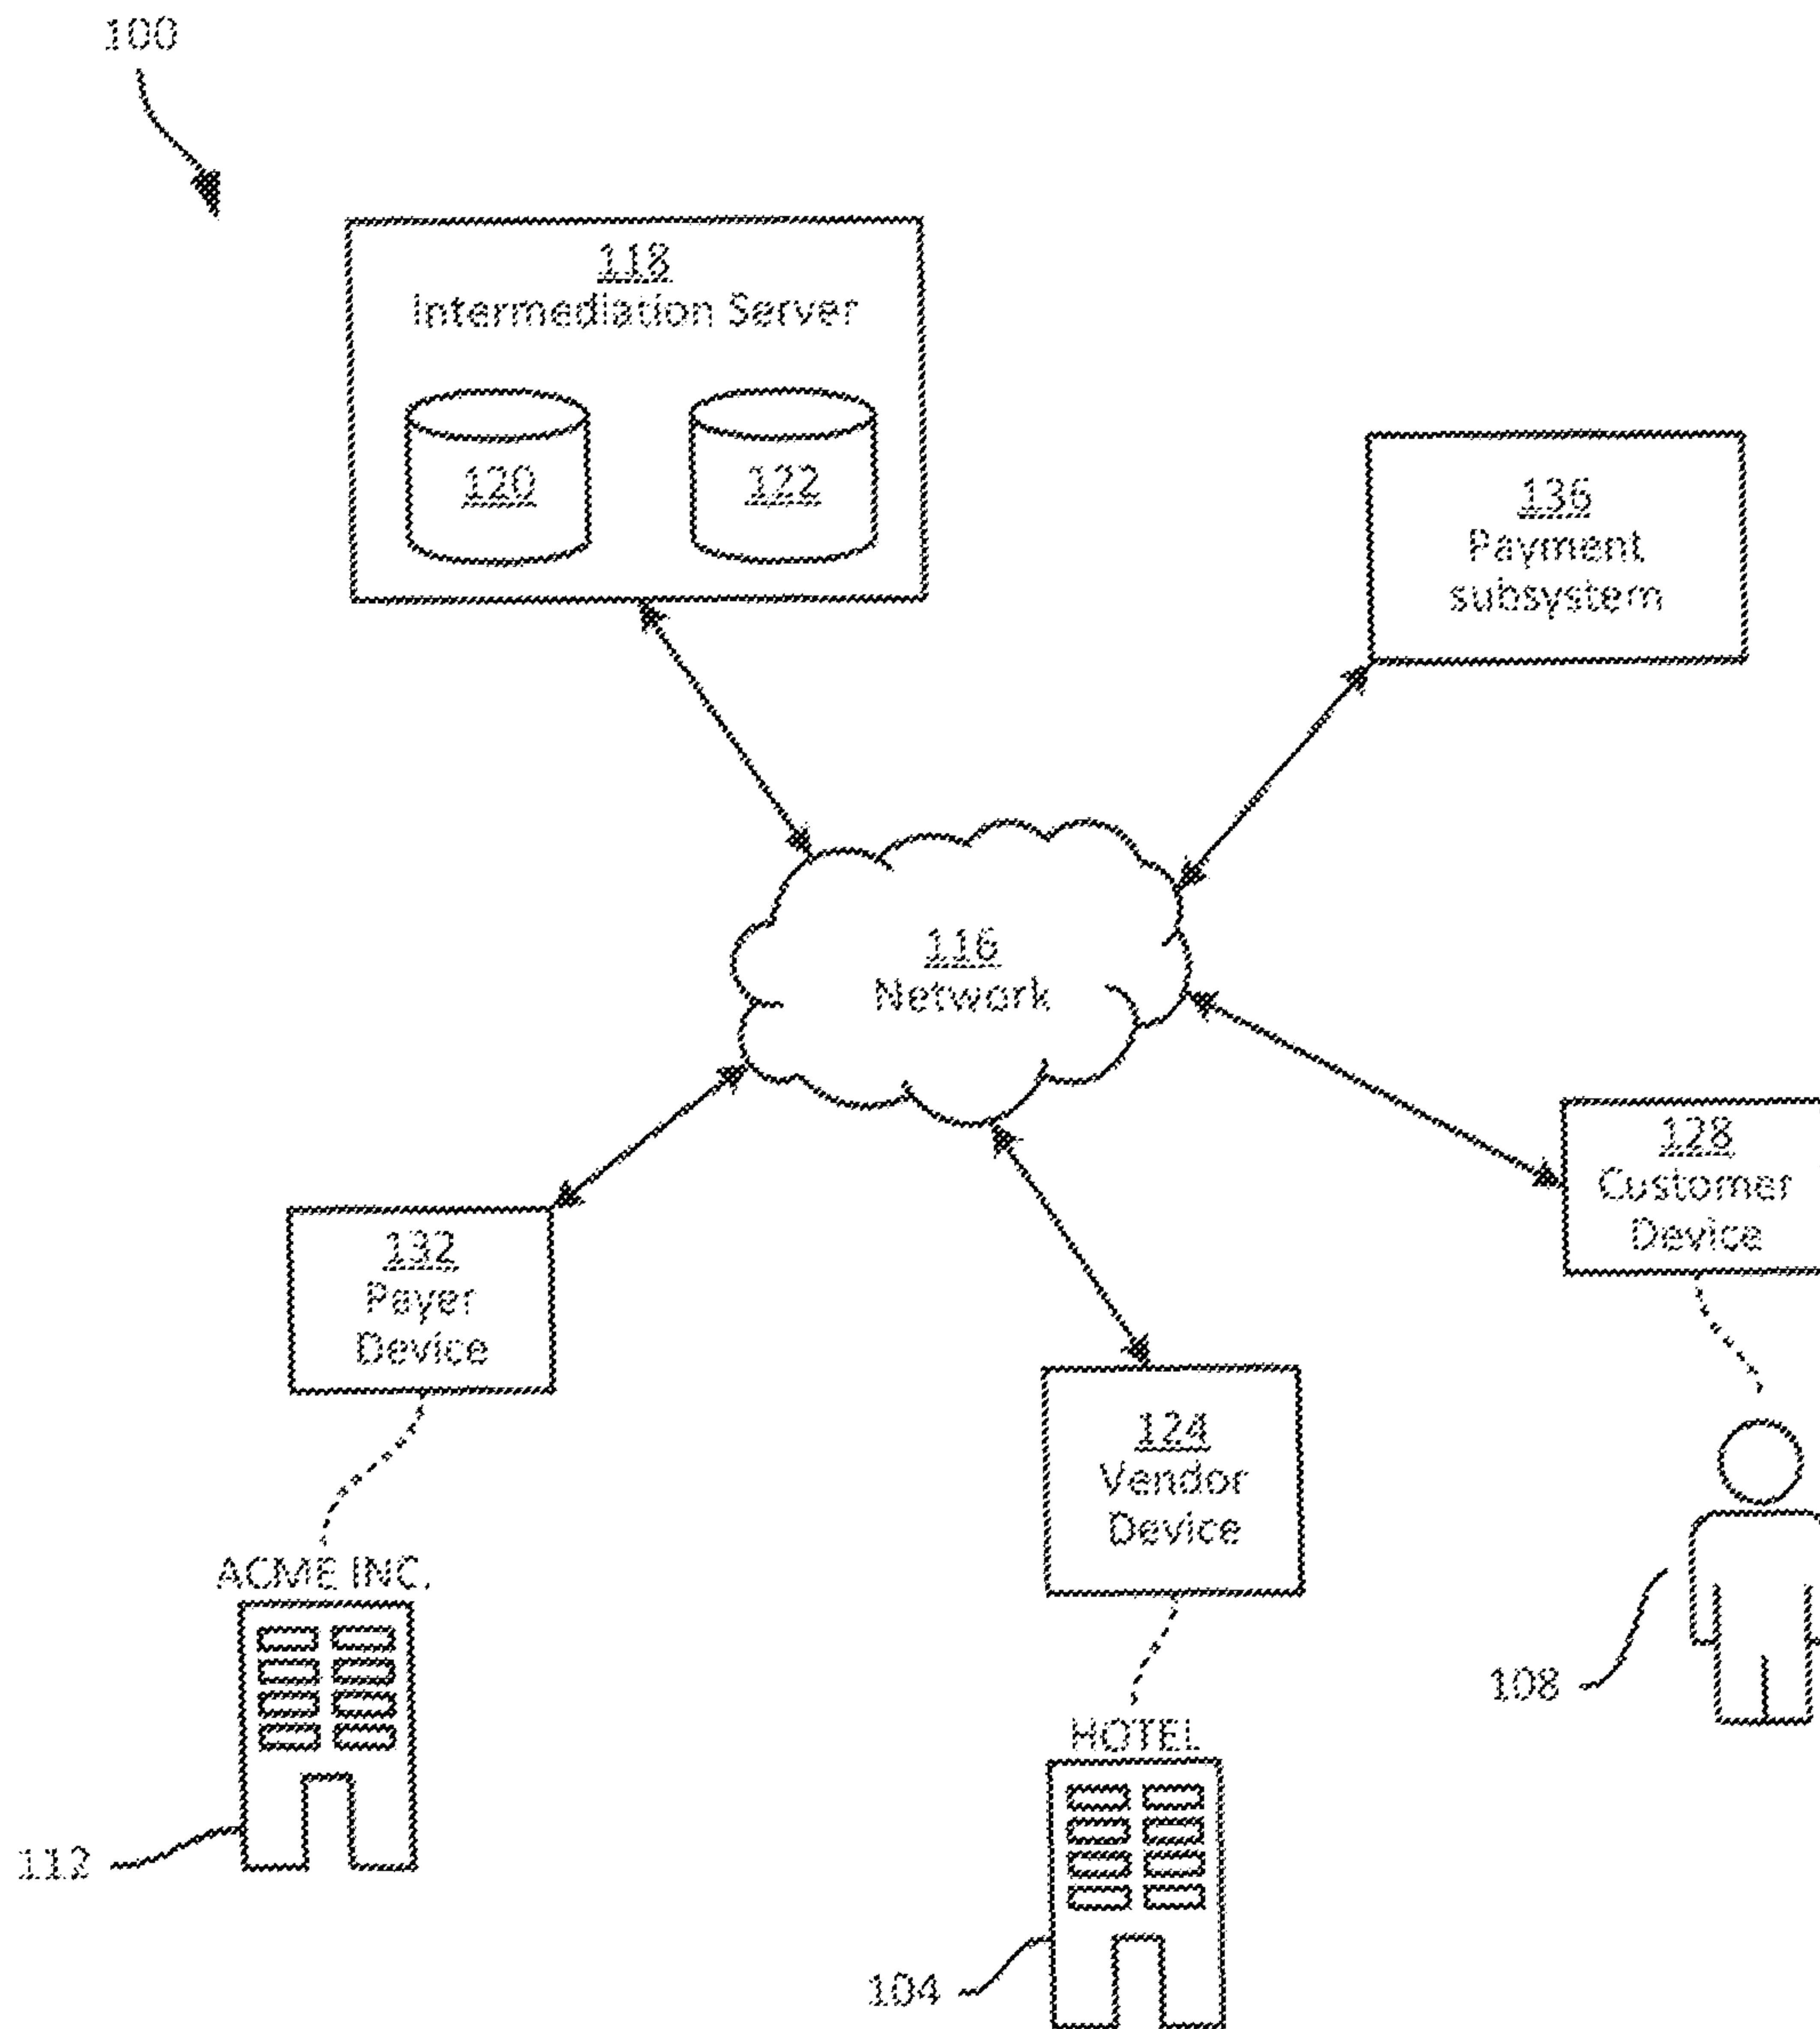 100
118
Intermediation Server
120
122
136
Payment
subsystem
116
Network
128
Customer
Device
132
Payer
Device
124
Vendor
Device
ACME INC.
HOTEL
108
112
104